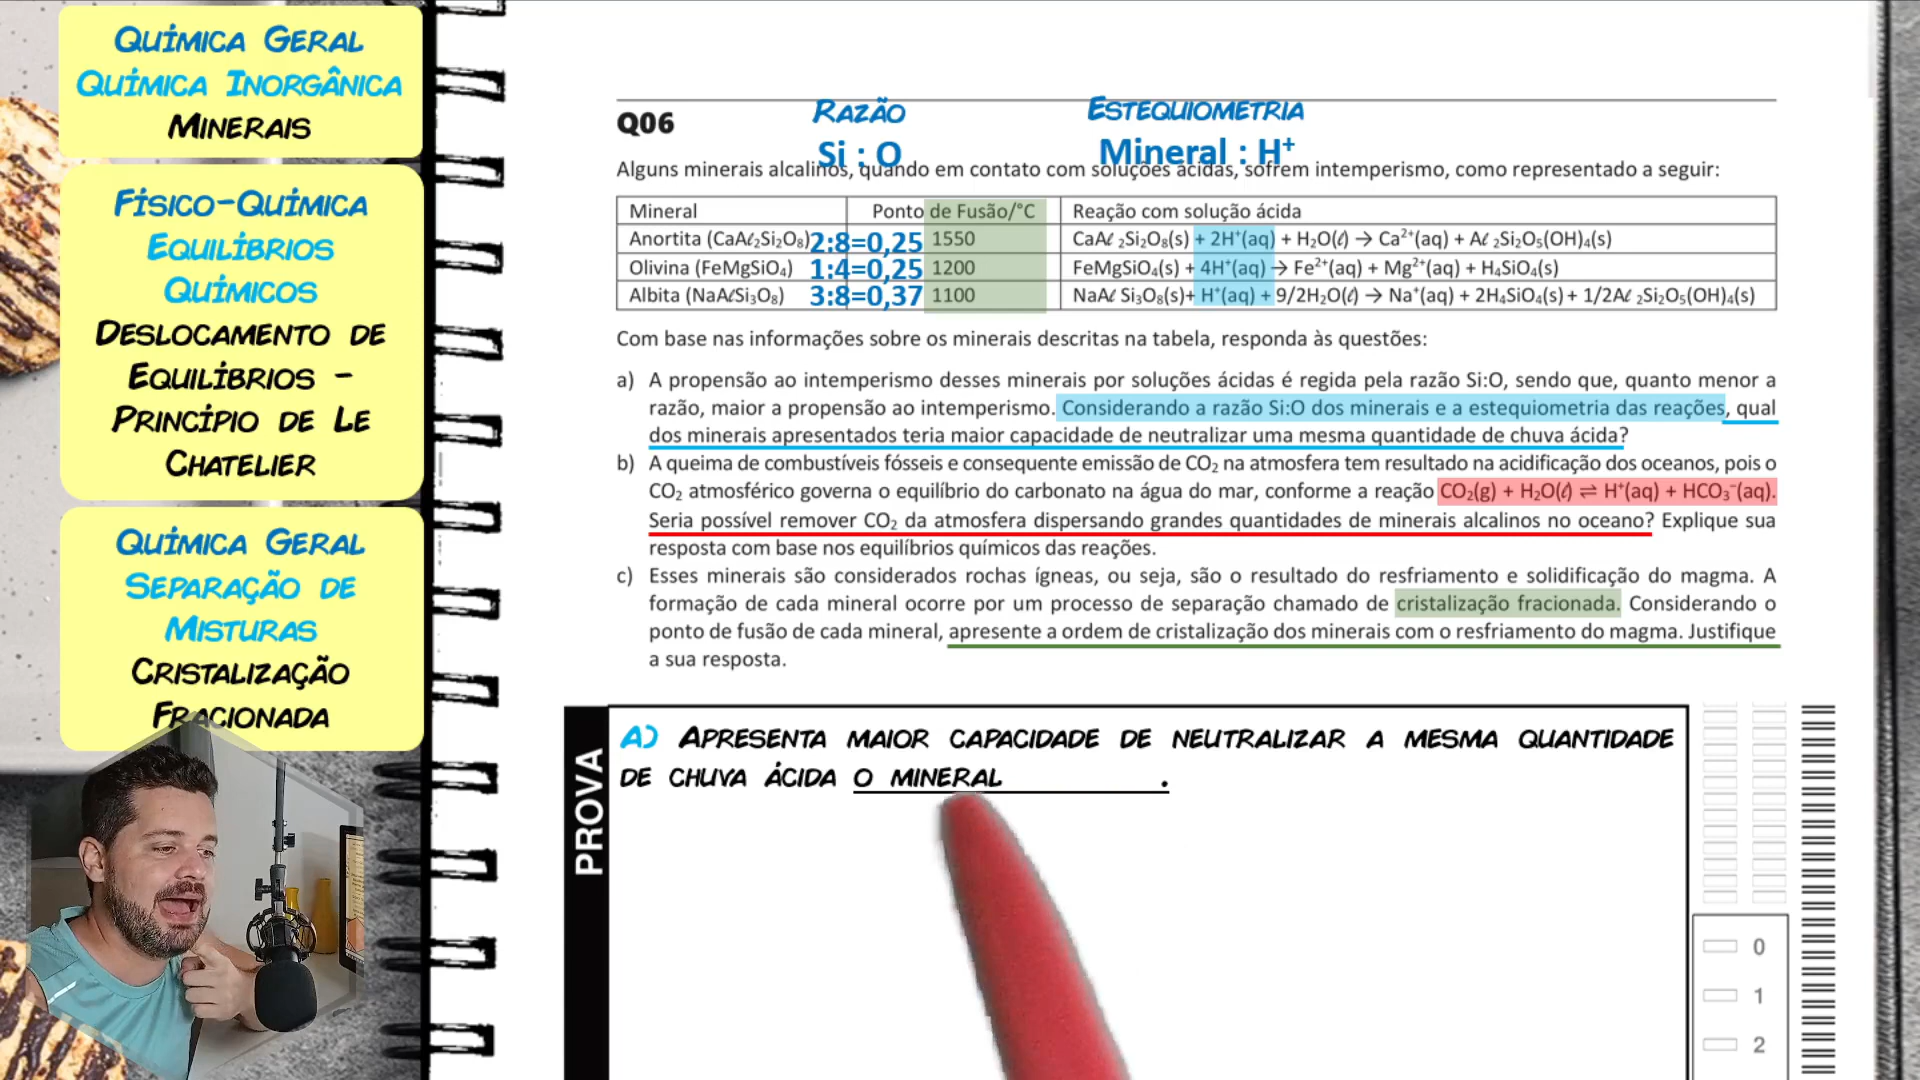 QUÍMICA GERAL
QUÍMICA INORGÂNICA
MINERAIS
FÍSICO-QUÍMICA
EQUILÍBRIOS
QUÍMICOS
DESLOCAMENTO DE
EQUILÍBRIOS -
PRINCÍPIO DE LE
CHATELIER
QUÍMICA GERAL
SEPARAÇÃO DE
MISTURAS
CRISTALIZAÇÃO
FRACIONADA
Q06
RAZÃO
Si : O
ESTEQUIOMETRIA
Mineral : H⁺
Alguns minerais alcalinos, quando em contato com soluções ácidas, sofrem intemperismo, como representado a seguir:
Mineral Ponto de Fusão/°C Reação com solução ácida
Anortita (CaAℓ₂Si₂O₈) 2:8=0,25 1550 CaAℓ ₂Si₂O₈(s) + 2H⁺(aq) + H₂O(ℓ) → Ca²⁺(aq) + Aℓ ₂Si₂O₅(OH)₄(s)
Olivina (FeMgSiO₄) 1:4=0,25 1200 FeMgSiO₄(s) + 4H⁺(aq) → Fe²⁺(aq) + Mg²⁺(aq) + H₄SiO₄(s)
Albita (NaAℓSi₃O₈) 3:8=0,37 1100 NaAℓ Si₃O₈(s)+ H⁺(aq) + 9/2H₂O(ℓ) → Na⁺(aq) + 2H₄SiO₄(s) + 1/2Aℓ ₂Si₂O₅(OH)₄(s)
Com base nas informações sobre os minerais descritas na tabela, responda às questões:
a) A propensão ao intemperismo desses minerais por soluções ácidas é regida pela razão Si:O, sendo que, quanto menor a
razão, maior a propensão ao intemperismo. Considerando a razão Si:O dos minerais e a estequiometria das reações, qual
dos minerais apresentados teria maior capacidade de neutralizar uma mesma quantidade de chuva ácida?
b) A queima de combustíveis fósseis e consequente emissão de CO₂ na atmosfera tem resultado na acidificação dos oceanos, pois o
CO₂ atmosférico governa o equilíbrio do carbonato na água do mar, conforme a reação CO₂(g) + H₂O(ℓ) ⇌ H⁺(aq) + HCO₃⁻(aq).
Seria possível remover CO₂ da atmosfera dispersando grandes quantidades de minerais alcalinos no oceano? Explique sua
resposta com base nos equilíbrios químicos das reações.
c) Esses minerais são considerados rochas ígneas, ou seja, são o resultado do resfriamento e solidificação do magma. A
formação de cada mineral ocorre por um processo de separação chamado de cristalização fracionada. Considerando o
ponto de fusão de cada mineral, apresente a ordem de cristalização dos minerais com o resfriamento do magma. Justifique
a sua resposta.
PROVA
A) APRESENTA MAIOR CAPACIDADE DE NEUTRALIZAR A MESMA QUANTIDADE
DE CHUVA ÁCIDA O MINERAL .
0
1
2